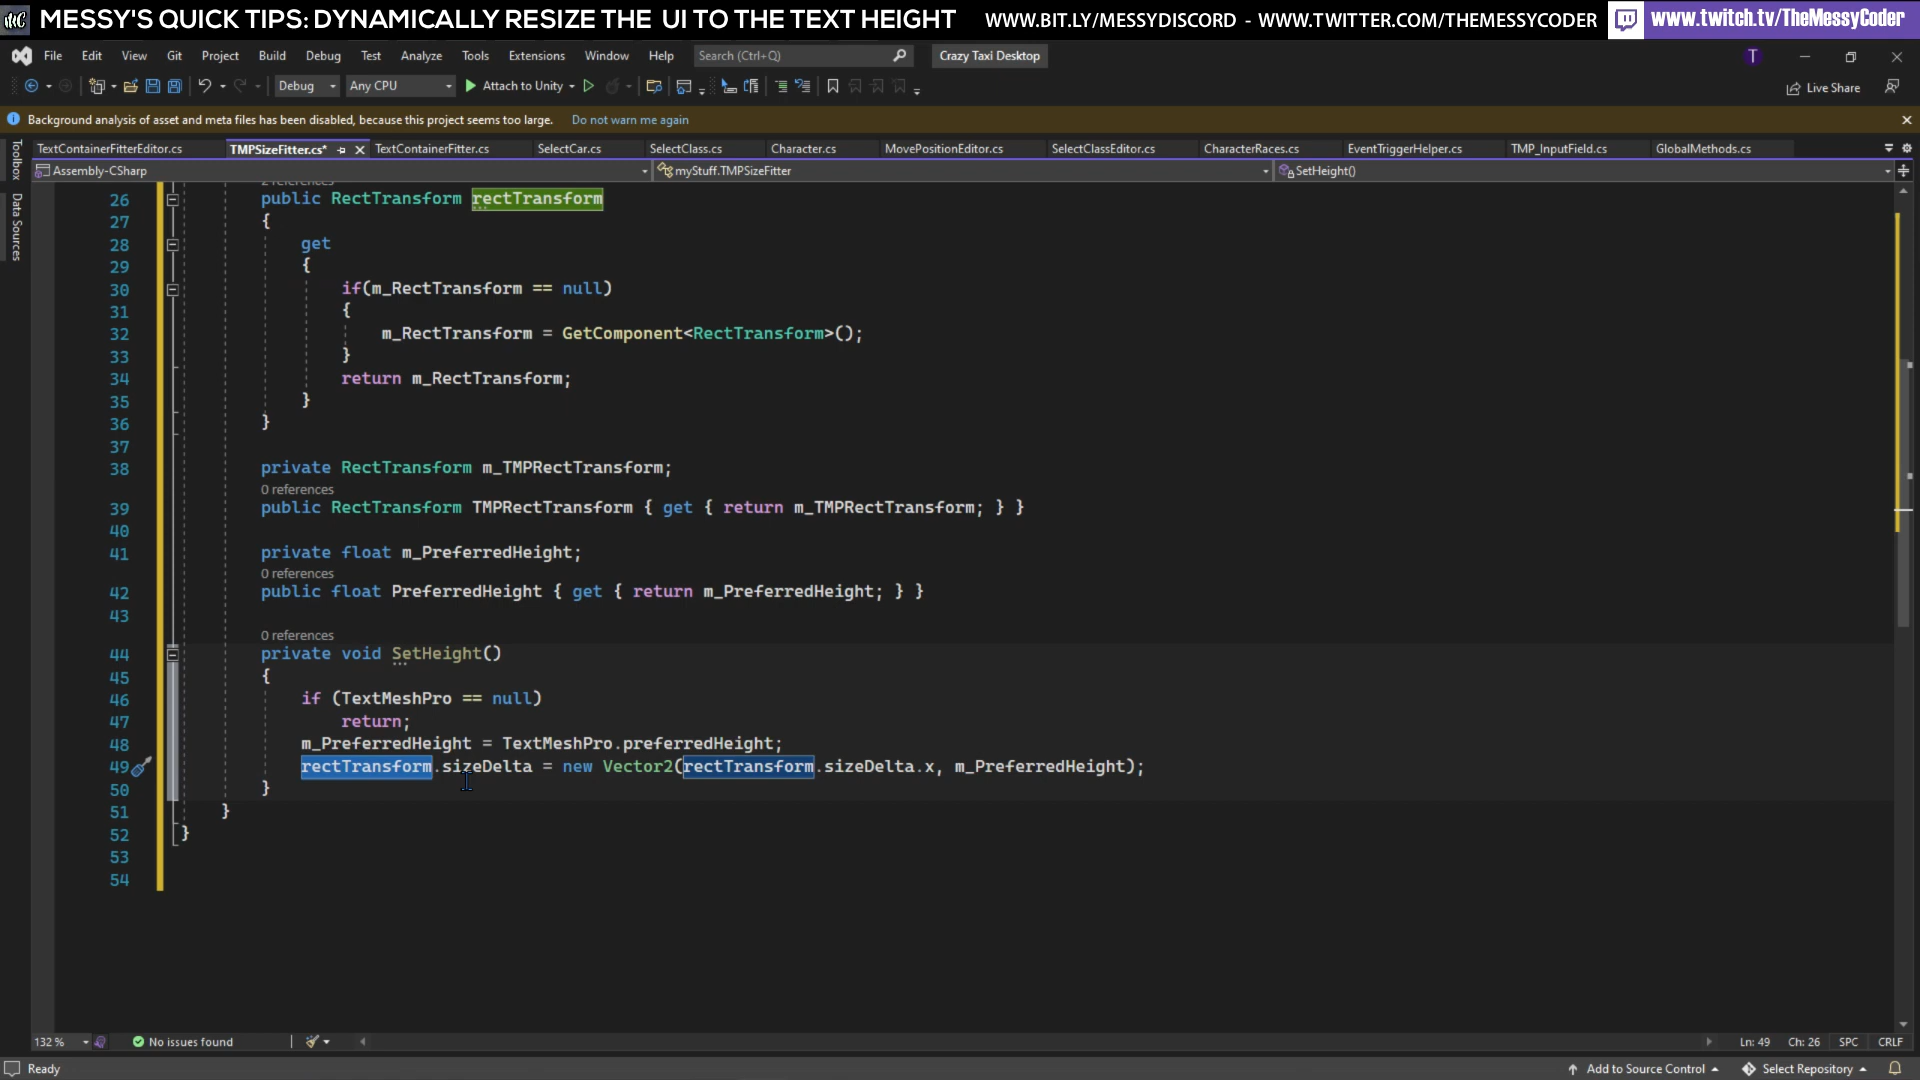 MESSY'S QUICK TIPS: DYNAMICALLY RESIZE THE UI TO THE TEXT HEIGHT WWW.BIT.LY/MESSYDISCORD - WWW.TWITTER.COM/THEMESSYCODER www.twitch.tv/TheMessyCoder
File Edit View Git Project Build Debug Test Analyze Tools Extensions Window Help Search (Ctrl+Q) Crazy Taxi Desktop T
Debug Any CPU Attach to Unity Live Share
Background analysis of asset and meta files has been disabled, because this project seems too large. Do not warn me again
TextContainerFitterEditor.cs TMPSizeFitter.cs* TextContainerFitter.cs SelectCar.cs SelectClass.cs Character.cs MovePositionEditor.cs SelectClassEditor.cs CharacterRaces.cs EventTriggerHelper.cs TMP_InputField.cs GlobalMethods.cs
Toolbox
Data Sources
Assembly-CSharp myStuff.TMPSizeFitter SetHeight()
2 references
26 public RectTransform rectTransform
27 {
28 get
29 {
30 if(m_RectTransform == null)
31 {
32 m_RectTransform = GetComponent<RectTransform>();
33 }
34 return m_RectTransform;
35 }
36 }
37
38 private RectTransform m_TMPRectTransform;
0 references
39 public RectTransform TMPRectTransform { get { return m_TMPRectTransform; } }
40
41 private float m_PreferredHeight;
0 references
42 public float PreferredHeight { get { return m_PreferredHeight; } }
43
0 references
44 private void SetHeight()
45 {
46 if (TextMeshPro == null)
47 return;
48 m_PreferredHeight = TextMeshPro.preferredHeight;
49 rectTransform.sizeDelta = new Vector2(rectTransform.sizeDelta.x, m_PreferredHeight);
50 }
51 }
52 }
53
54
132 % No issues found Ln: 49 Ch: 26 SPC CRLF
Ready Add to Source Control Select Repository